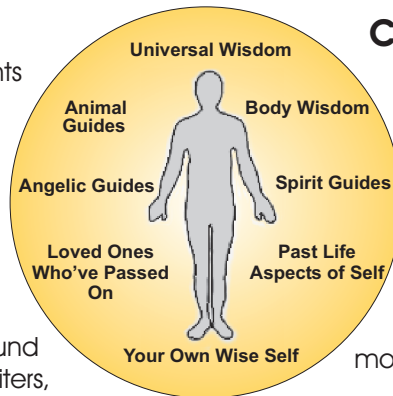 Universal Wisdom
Animal
Guides
Body Wisdom
Angelic Guides
Spirit Guides
Loved Ones
Who've Passed
On
Past Life
Aspects of Self
Your Own Wise Self